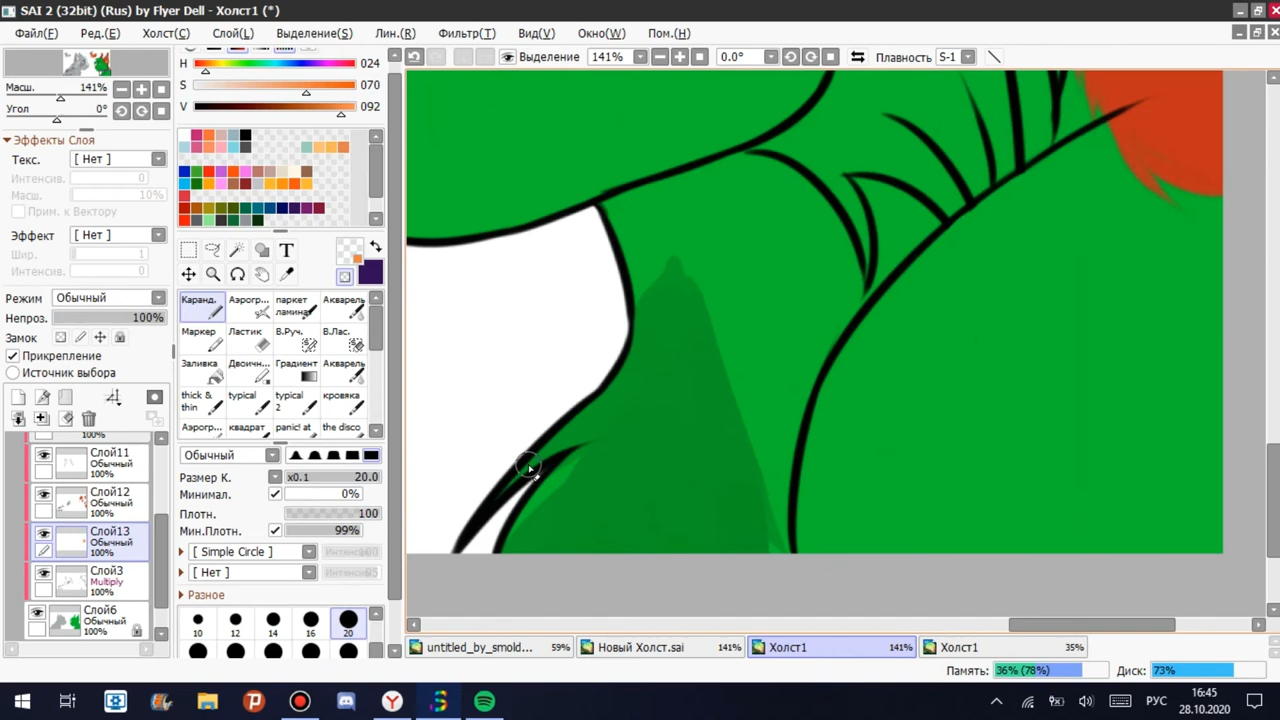 SAI 2 (32bit) (Rus) by Flyer Dell - Холст1 (*)
Файл(F) Ред.(E) Холст(C) Слой(L) Выделение(S) Лин.(R) Фильтр(T) Вид(V) Окно(W) Пом.(H)
Выделение 141% 0.0° Плавность S-1
Масш. 141%
Угол 0°
Эффекты Слоя
Текс. [ Нет ]
Интенсив. 0
Масш. 10%
Прим. к Вектору
Эффект [ Нет ]
Шир. 1
Интенсив. 0
Режим Обычный
Непроз. 100%
Замок
Прикрепление
Источник выбора
100%
Слой11
Обычный
100%
Слой12
Обычный
100%
Слой13
Обычный
100%
Слой3
Multiply
100%
Слой6
Обычный
100%
H 024
S 070
V 092
T
Каранд. Аэрогр... паркет ламина Акварель
Маркер Ластик В.Руч. В.Лас.
Заливка Двоичн... Градиент Акварель
thick & thin typical typical 2 кровяка
Аэрогр... квадрат panic! at the disco
Обычный
Размер К. x0.1 20.0
Минимал. 0%
Плотн. 100
Мин.Плотн. 99%
[ Simple Circle ] Интенсив. 100
[ Нет ]
Разное
10 12 14 16 20
untitled_by_smold... 59% Новый Холст.sai 141% Холст1 141% Холст1 35%
Память: 36% (78%) Диск: 73%
РУС
16:45
28.10.2020